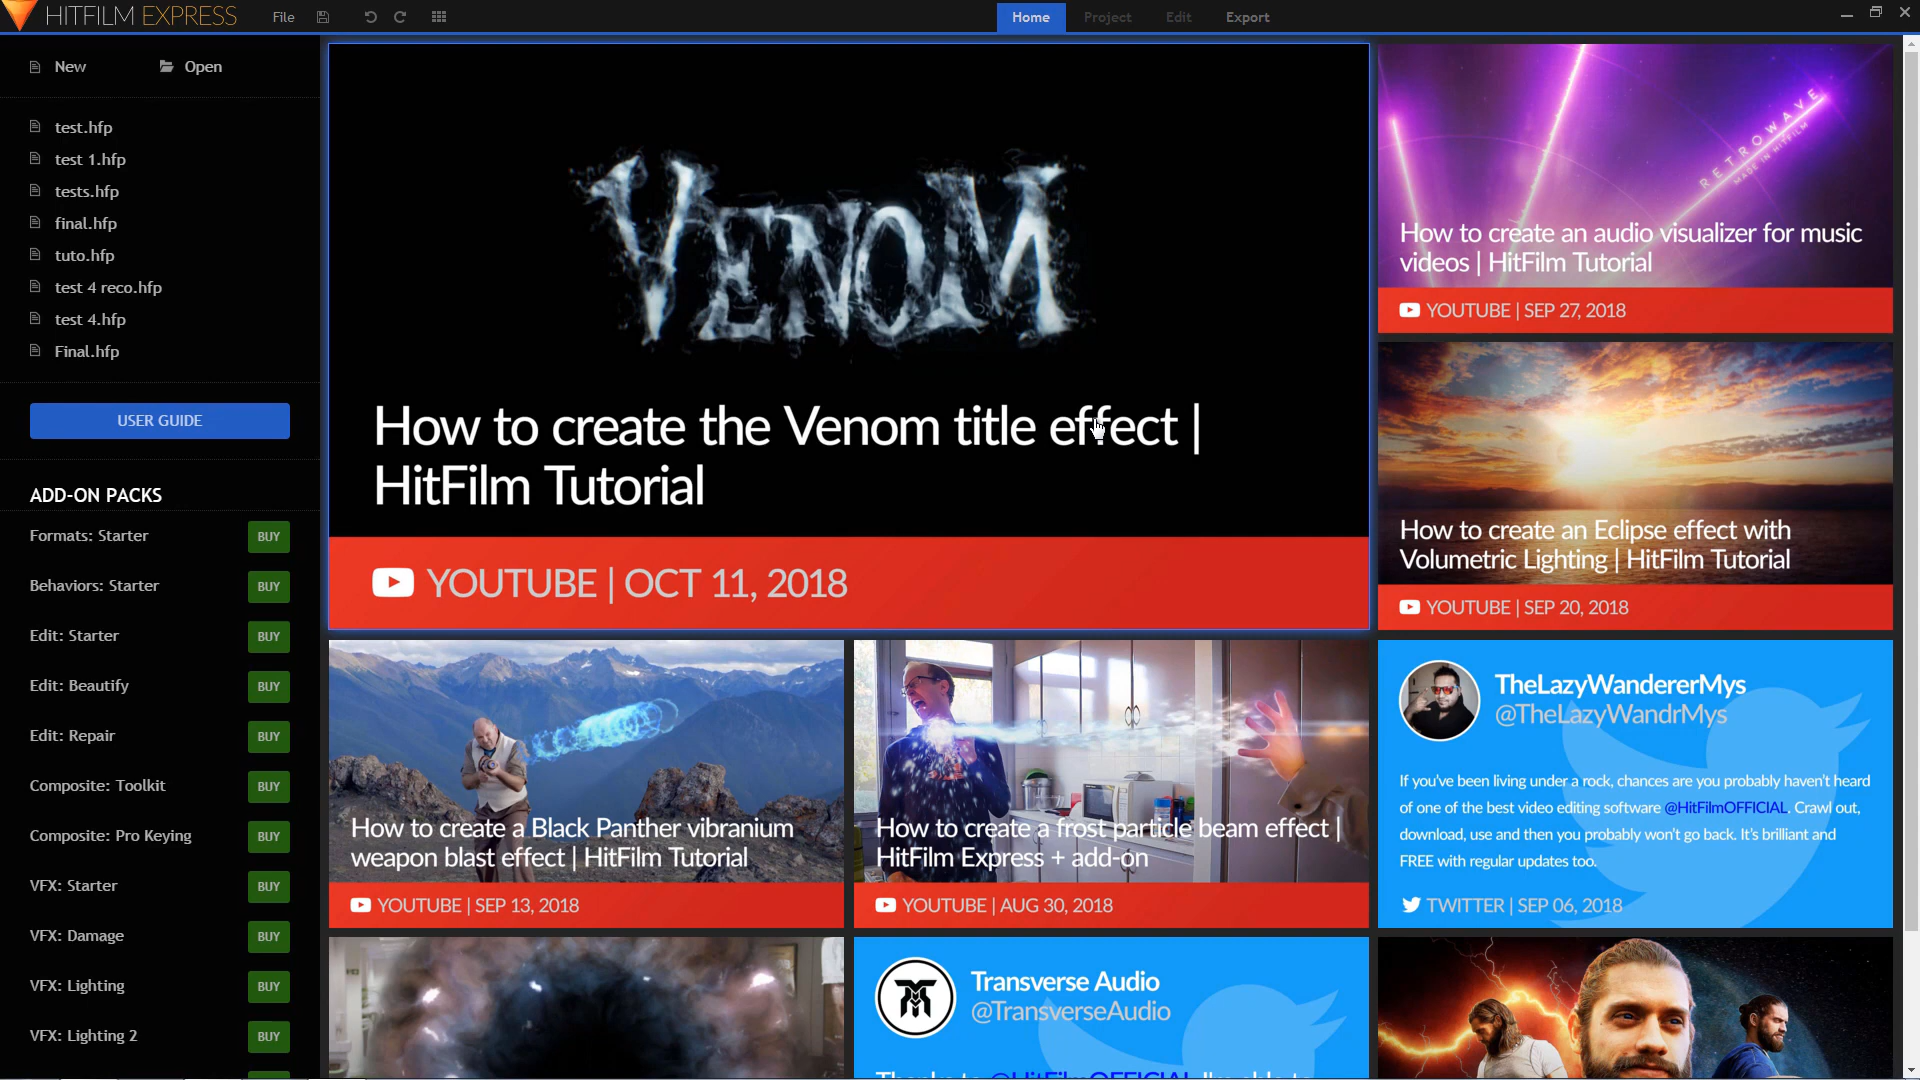 HITFILM EXPRESS
File
Home
Project
Edit
Export
New
Open
test.hfp
test 1.hfp
tests.hfp
final.hfp
tuto.hfp
test 4 reco.hfp
test 4.hfp
Final.hfp
USER GUIDE
ADD-ON PACKS
Formats: Starter BUY
Behaviors: Starter BUY
Edit: Starter BUY
Edit: Beautify BUY
Edit: Repair BUY
Composite: Toolkit BUY
Composite: Pro Keying BUY
VFX: Starter BUY
VFX: Damage BUY
VFX: Lighting BUY
VFX: Lighting 2 BUY
VENOM
How to create the Venom title effect |
HitFilm Tutorial
YOUTUBE | OCT 11, 2018
RETROWAVE
MADE IN HITFILM
How to create an audio visualizer for music
videos | HitFilm Tutorial
YOUTUBE | SEP 27, 2018
How to create an Eclipse effect with
Volumetric Lighting | HitFilm Tutorial
YOUTUBE | SEP 20, 2018
How to create a Black Panther vibranium
weapon blast effect | HitFilm Tutorial
YOUTUBE | SEP 13, 2018
How to create a frost particle beam effect |
HitFilm Express + add-on
YOUTUBE | AUG 30, 2018
TheLazyWandererMys
@TheLazyWandrMys
If you've been living under a rock, chances are you probably haven't heard
of one of the best video editing software @HitFilmOFFICIAL. Crawl out,
download, use and then you probably won't go back. It's brilliant and
FREE with regular updates too.
TWITTER | SEP 06, 2018
Transverse Audio
@TransverseAudio
Thanks to @HitFilmOFFICIAL I'm able to